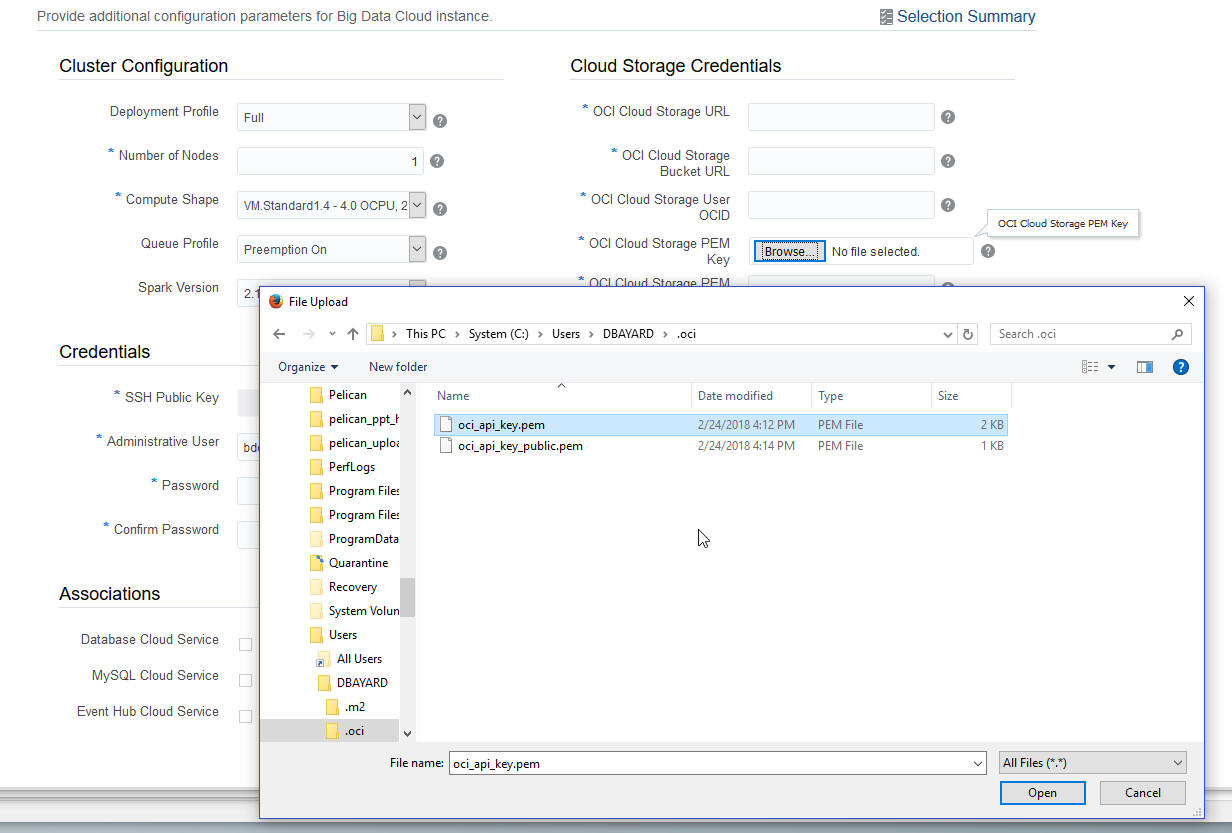 Provide additional configuration parameters for Big Data Cloud instance.
Selection Summary
Cluster Configuration
Deployment Profile
Full
* Number of Nodes
1
* Compute Shape
VM.Standard1.4 - 4.0 OCPU, 2
Queue Profile
Preemption On
Spark Version
2.1
Cloud Storage Credentials
* OCI Cloud Storage URL
* OCI Cloud Storage
Bucket URL
* OCI Cloud Storage User
OCID
* OCI Cloud Storage PEM
Key
Browse... No file selected.
OCI Cloud Storage PEM Key
* OCI Cloud Storage PEM
Credentials
* SSH Public Key
* Administrative User
bd
* Password
* Confirm Password
Associations
Database Cloud Service
MySQL Cloud Service
Event Hub Cloud Service
File Upload
This PC > System (C:) > Users > DBAYARD > .oci
Search .oci
Organize
New folder
Pelican
pelican_ppt_h
pelican_uploa
PerfLogs
Program Files
Program Files
ProgramData
Quarantine
Recovery
System Volun
Users
All Users
DBAYARD
.m2
.oci
Name Date modified Type Size
oci_api_key.pem 2/24/2018 4:12 PM PEM File 2 KB
oci_api_key_public.pem 2/24/2018 4:14 PM PEM File 1 KB
File name: oci_api_key.pem
All Files (*.*)
Open
Cancel